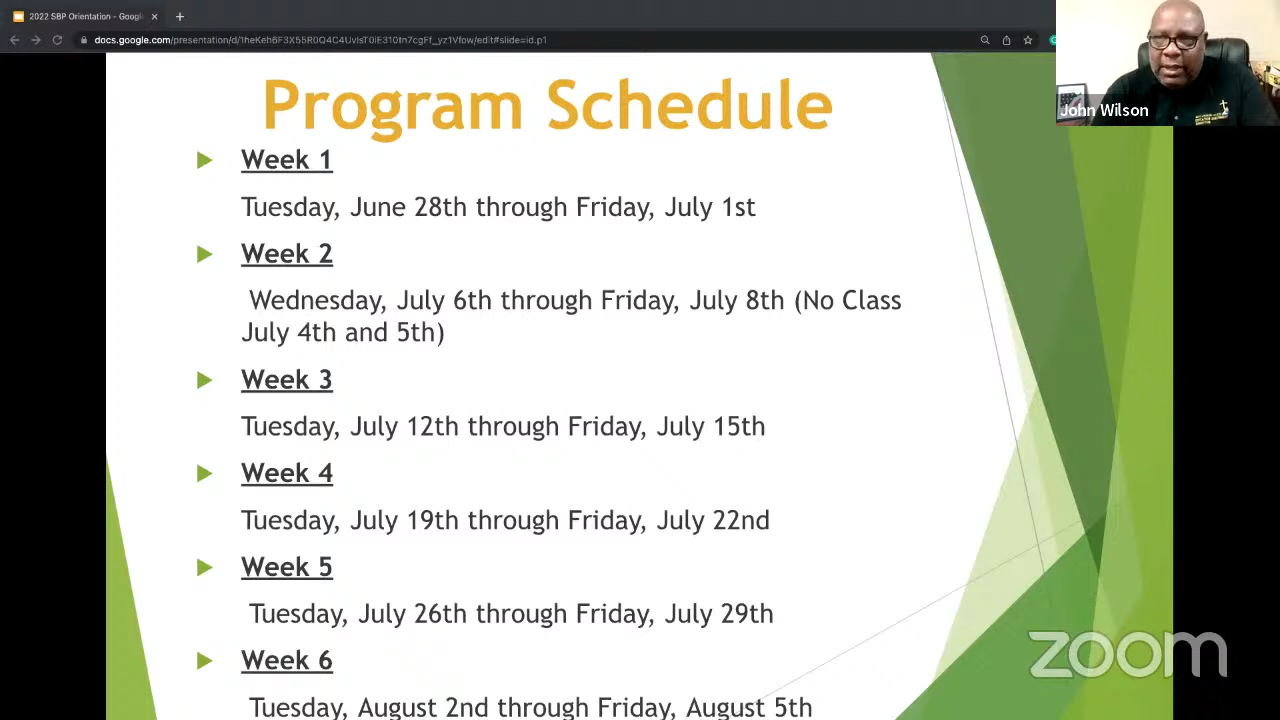 2022 SBP Orientation - Googl
docs.google.com/presentation/d/1heKeh6F3X55R0Q4C4UvIsT0iE310tn7cgFf_yz1Vfow/edit#slide=id.p1
John Wilson
Program Schedule
Week 1
Tuesday, June 28th through Friday, July 1st
Week 2
Wednesday, July 6th through Friday, July 8th (No Class
July 4th and 5th)
Week 3
Tuesday, July 12th through Friday, July 15th
Week 4
Tuesday, July 19th through Friday, July 22nd
Week 5
Tuesday, July 26th through Friday, July 29th
Week 6
Tuesday, August 2nd through Friday, August 5th
zoom